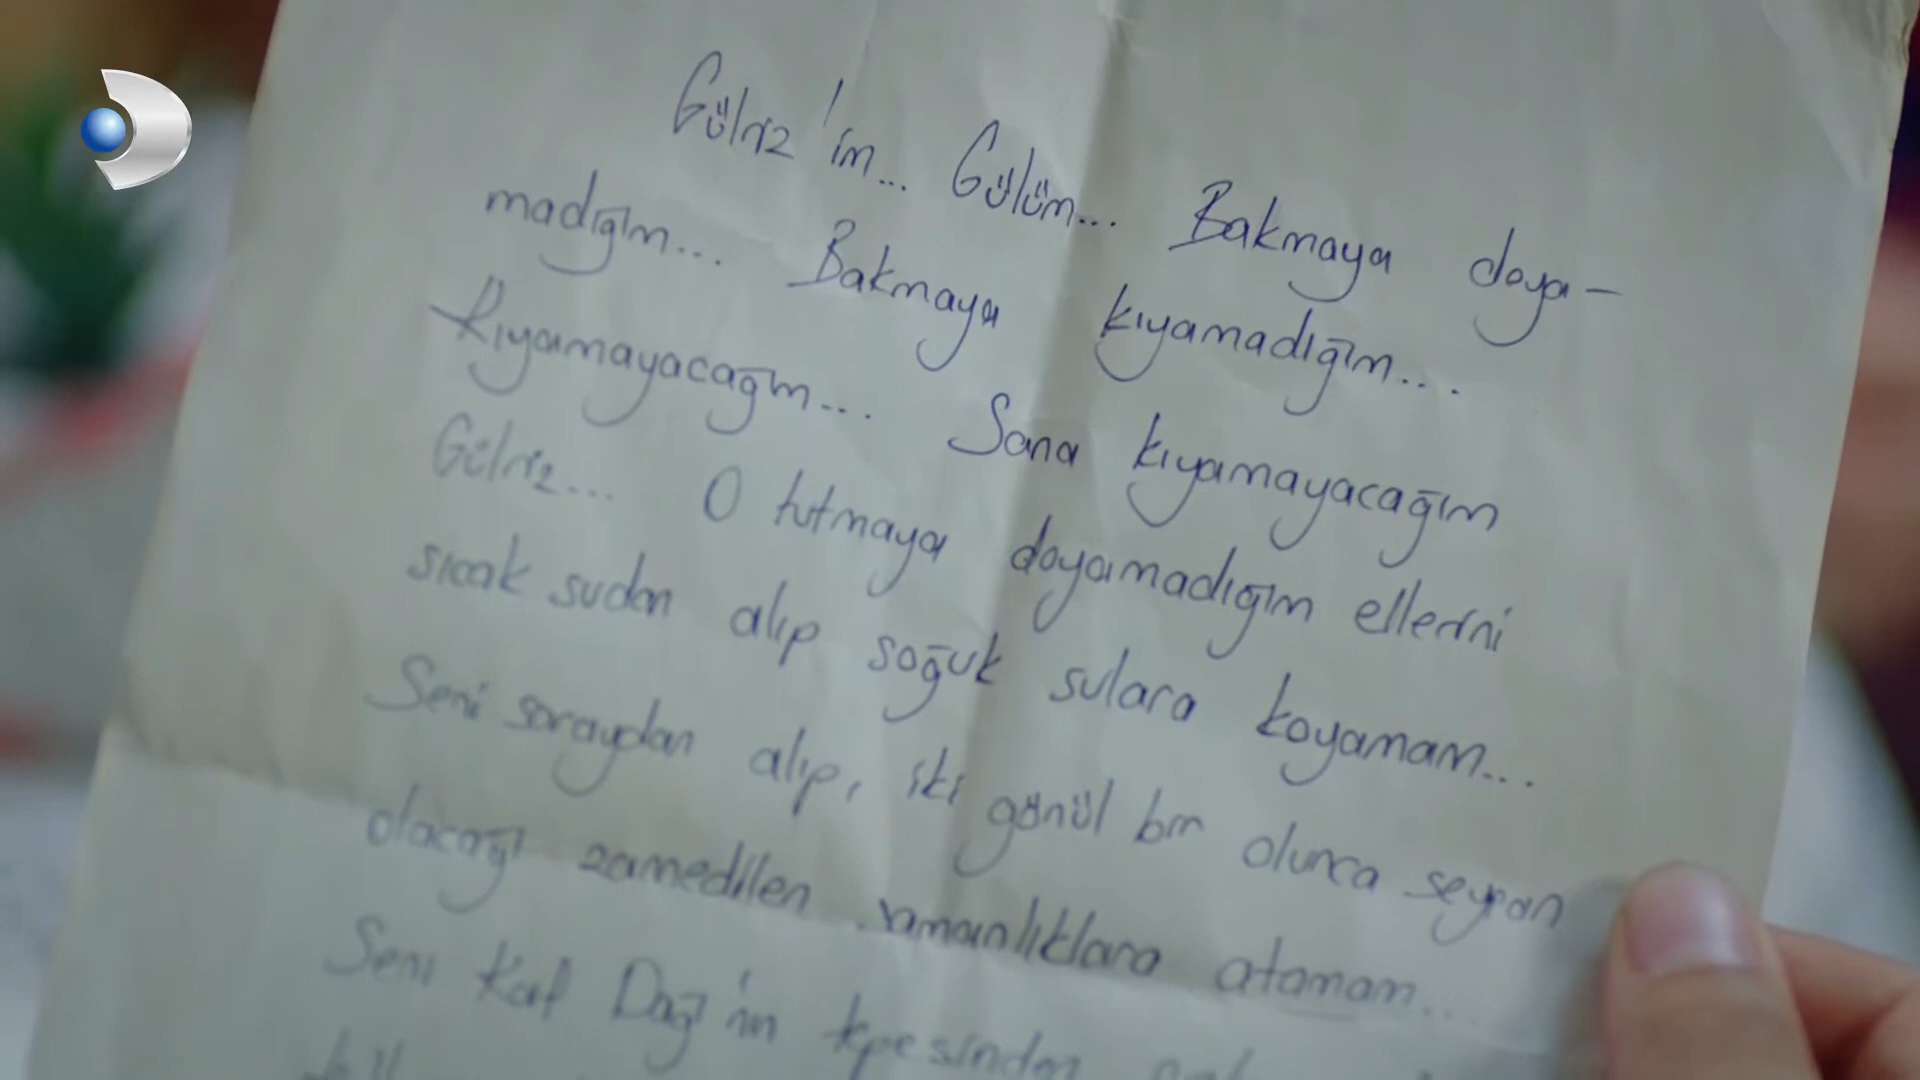 Gülriz'im... Gülüm... Bakmaya doya-
madığım... Bakmaya kıyamadığım...
Kıyamayacağım... Sana kıyamayacağım
Gülriz... O tutmaya doyamadığım ellerini
sıcak sudan alıp soğuk sulara koyamam...
Seni saraydan alıp, iki gönül bir olunca seyran
olacağı zannedilen samanlıklara atamam...
Seni Kaf Dağı'nın tepesinden